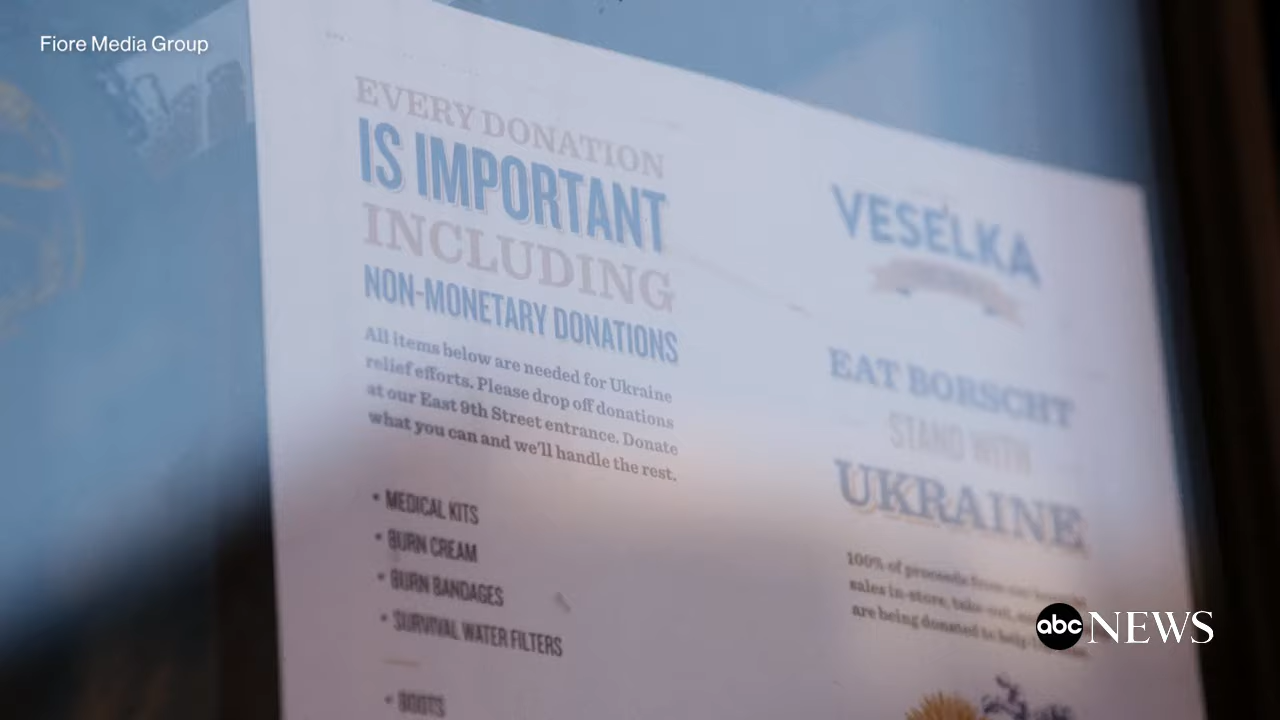 Fiore Media Group
EVERY DONATION
IS IMPORTANT
INCLUDING
NON-MONETARY DONATIONS
All items below are needed for Ukraine
relief efforts. Please drop off donations
at our East 9th Street entrance. Donate
what you can and we'll handle the rest.
• MEDICAL KITS
• BURN CREAM
• BURN BANDAGES
• SURVIVAL WATER FILTERS
• BOOTS
VESELKA
EAT BORSCHT
STAND WITH
UKRAINE
100% of proceeds from our borscht
sales in-store, take-out,
are being donated to help
abc NEWS